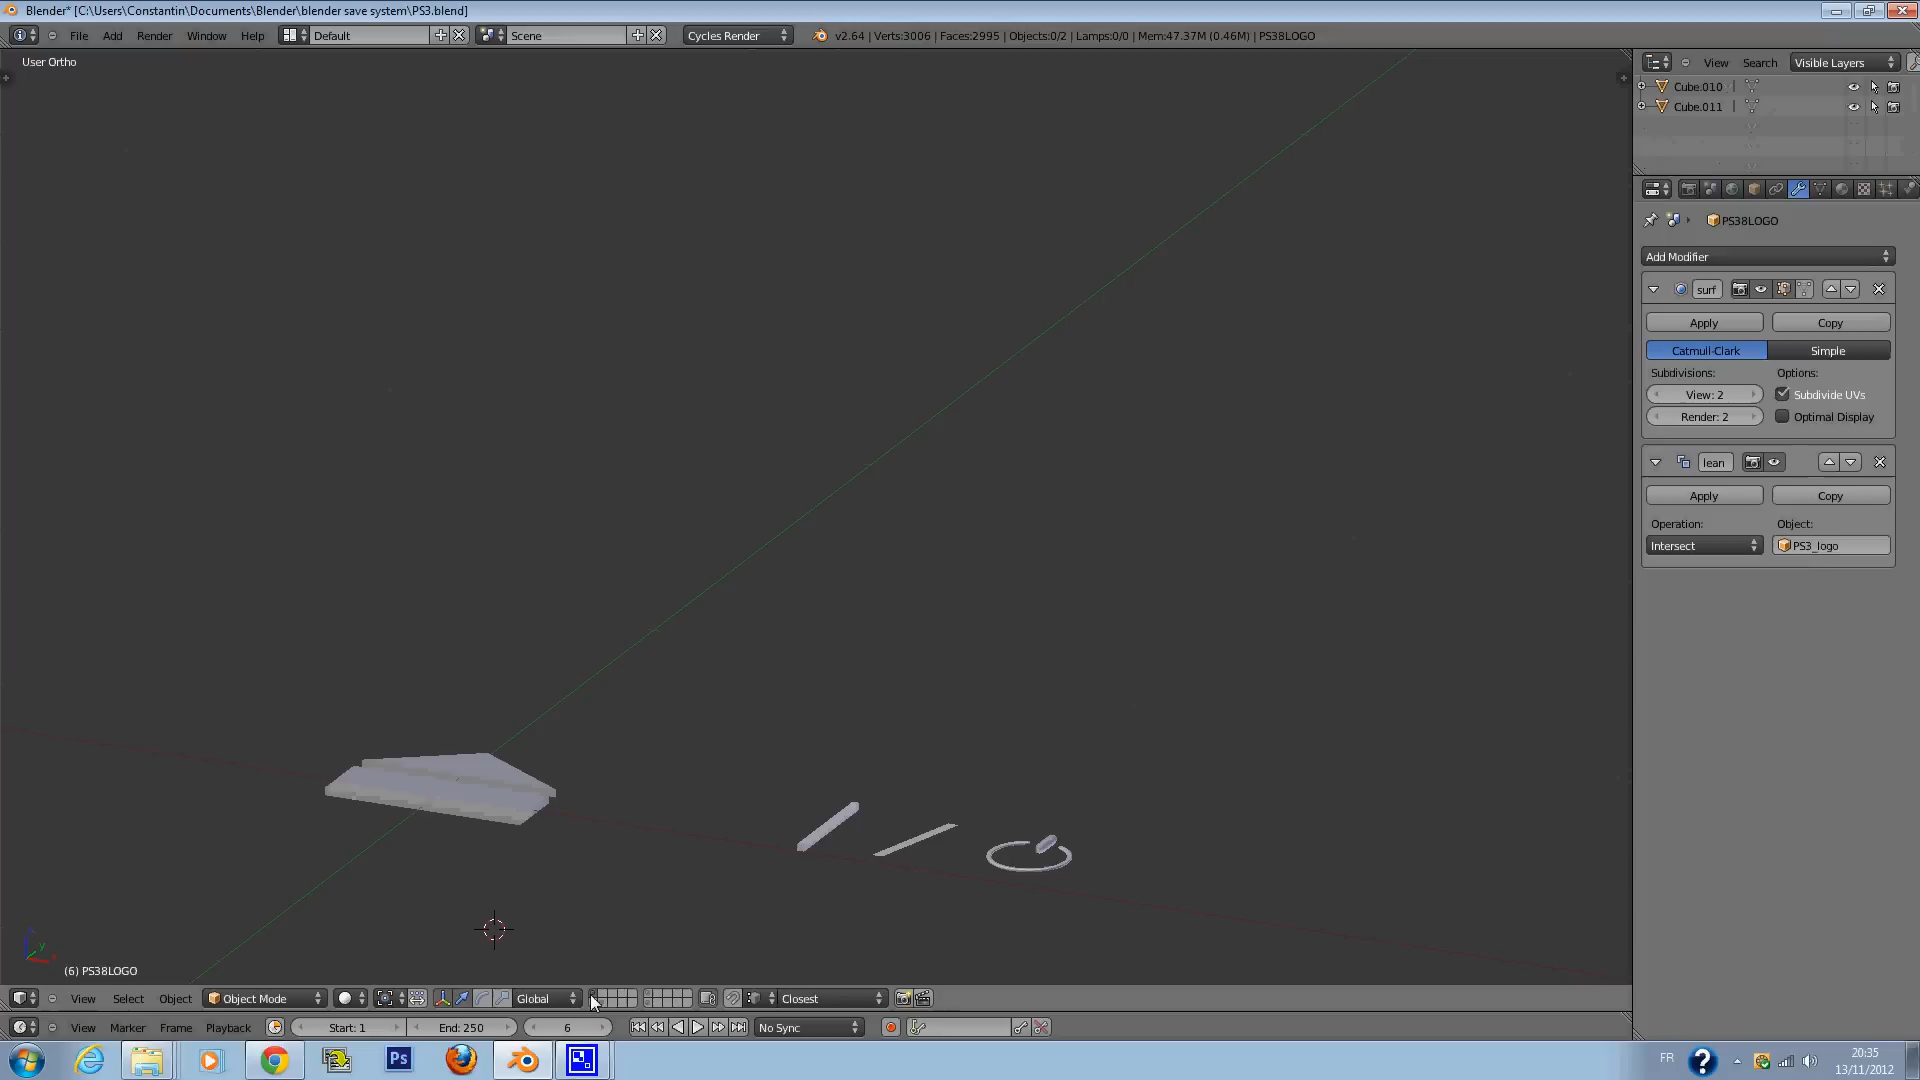 Blender* [C:\Users\Constantin\Documents\Blender\blender save system\PS3.blend]
File Add Render Window Help Default Scene Cycles Render v2.64 | Verts:3006 | Faces:2995 | Objects:0/2 | Lamps:0/0 | Mem:47.37M (0.46M) | PS38LOGO
User Ortho
View Search Visible Layers
Cube.010
Cube.011
PS38LOGO
Add Modifier
surf
Apply Copy
Catmull-Clark Simple
Subdivisions: Options:
View: 2 Subdivide UVs
Render: 2 Optimal Display
lean
Apply Copy
Operation: Object:
Intersect PS3_logo
y
(6) PS38LOGO
View Select Object Object Mode Global Closest
View Marker Frame Playback Start: 1 End: 250 6 No Sync
Ps
FR
20:35
13/11/2012